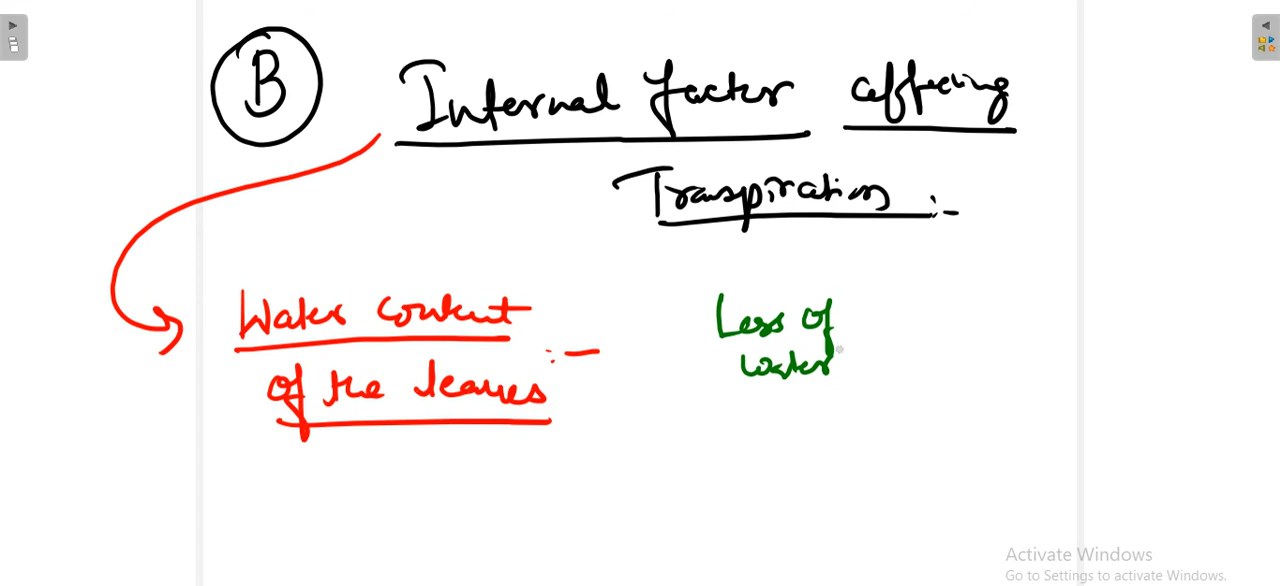 B
Internal factor affecting
Transpiration :-
Water content
of the leaves :-
Less of
water
Activate Windows
Go to Settings to activate Windows.